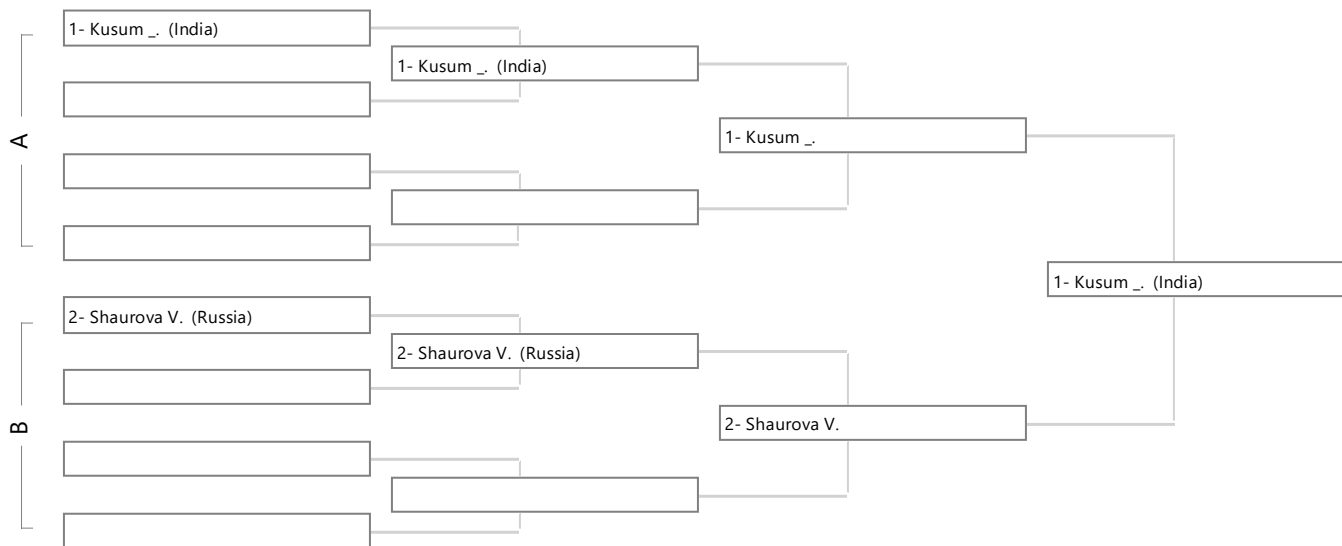 1- Kusum _. (India)
1- Kusum _. (India)
A
1- Kusum _.
1- Kusum _. (India)
2- Shaurova V. (Russia)
2- Shaurova V. (Russia)
B
2- Shaurova V.